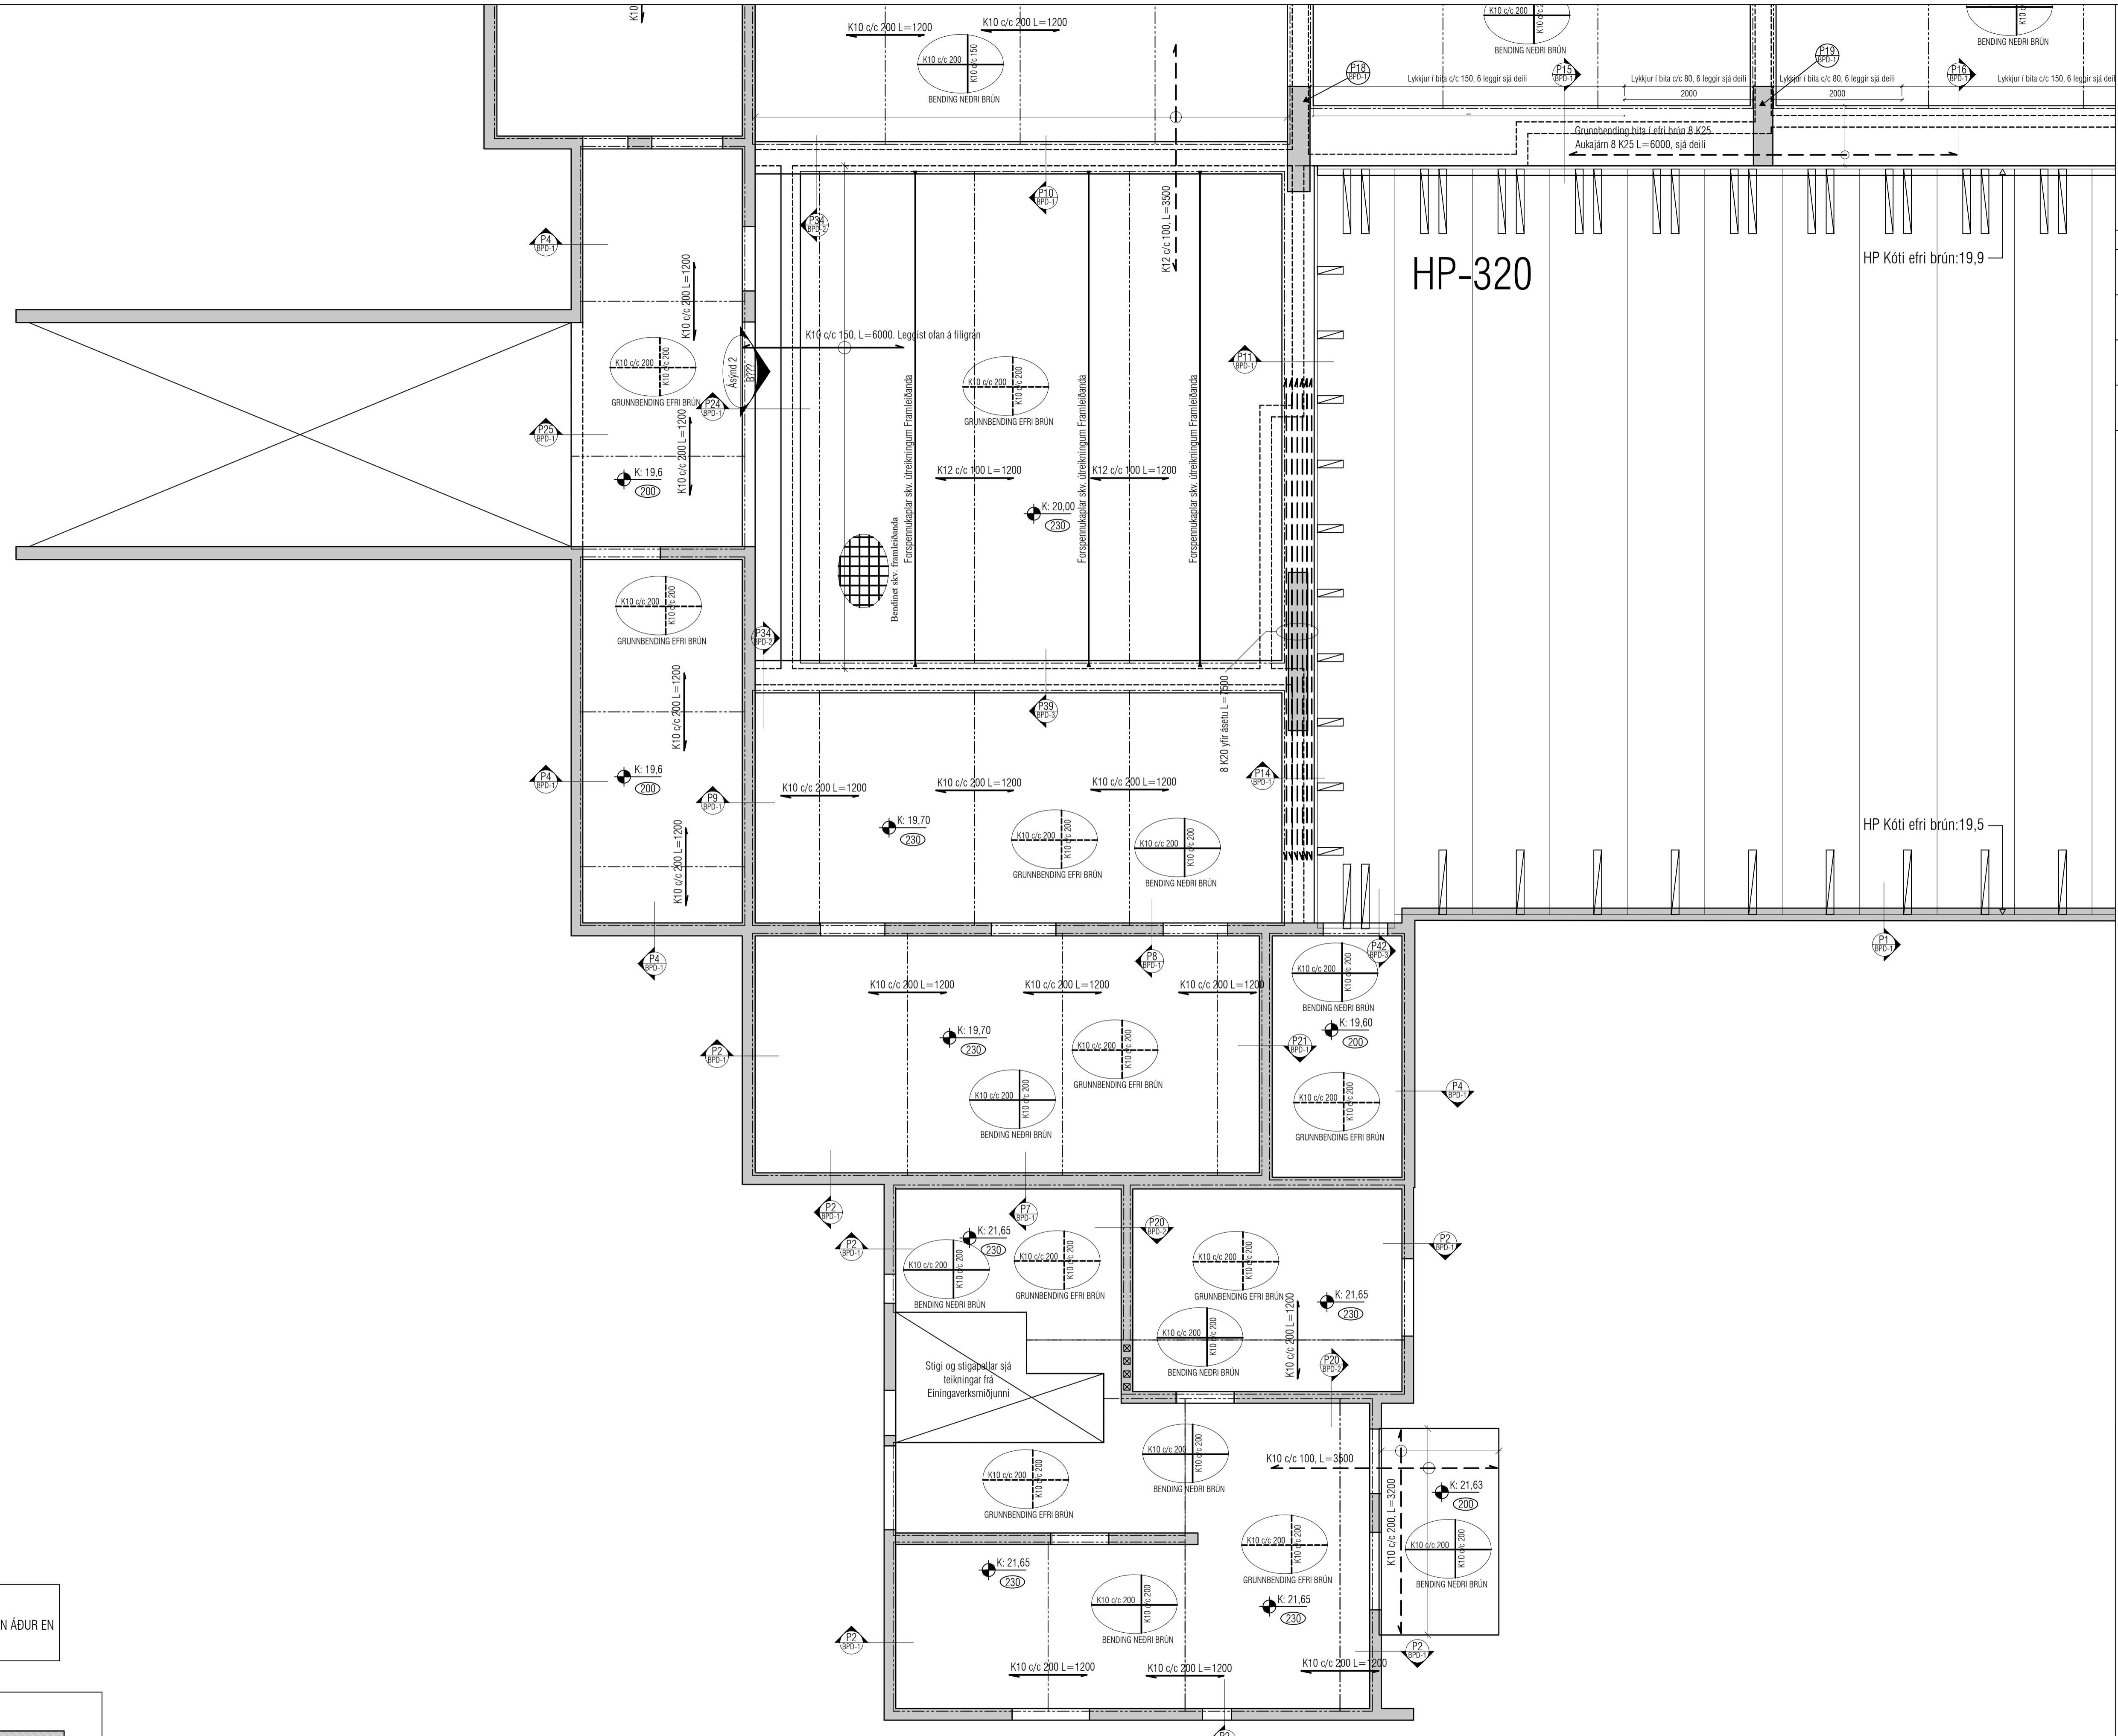 K10
K10 c/c 200 L=1200
K10 c/c 200 L=1200
K10 c/c 200
K10 c/c 150
BENDING NEÐRI BRÚN
K10 c/c 200
BENDING NEÐRI BRÚN
BENDING NEÐRI BRÚN
P18
BPD-1
P15
BPD-1
P19
BPD-1
P16
BPD-1
Lykkjur í bita c/c 150, 6 leggir sjá deili
Lykkjur í bita c/c 80, 6 leggir sjá deili
Lykkjur í bita c/c 80, 6 leggir sjá deili
Lykkjur í bita c/c 150, 6 leggir sjá deil
2000
2000
Grunnbending bita í efri brún 8 K25
Aukajárn 8 K25 L=6000, sjá deili
P34
BPD-2
P10
BPD-1
K12 c/c 100, L=3500
P4
BPD-1
K10 c/c 200 L=1200
HP-320
HP Kóti efri brún:19,9
K10 c/c 150, L=6000. Leggist ofan á filigran
K10 c/c 200
K10 c/c 200
GRUNNBENDING EFRI BRÚN
Ásýnd 2
B???
P24
BPD-1
P25
BPD-1
K10 c/c 200 L=1200
K: 19,6
200
K10 c/c 200
K10 c/c 200
GRUNNBENDING EFRI BRÚN
P11
BPD-1
Forspennukaplar skv. útreikningum Framleiðanda
Forspennukaplar skv. útreikningum Framleiðanda
Forspennukaplar skv. útreikningum Framleiðanda
K12 c/c 100 L=1200
K12 c/c 100 L=1200
K: 20,00
230
Bendinet skv. framleiðanda
K10 c/c 200
K10 c/c 200
GRUNNBENDING EFRI BRÚN
P34
BPD-2
K10 c/c 200 L=1200
P39
BPD-3
8 K20 yfir ásetu L=7500
P4
BPD-1
K: 19,6
200
P9
BPD-1
K10 c/c 200 L=1200
K10 c/c 200 L=1200
K10 c/c 200 L=1200
K10 c/c 200 L=1200
P14
BPD-1
K: 19,70
230
K10 c/c 200
K10 c/c 200
GRUNNBENDING EFRI BRÚN
K10 c/c 200
K10 c/c 200
BENDING NEÐRI BRÚN
HP Kóti efri brún:19,5
P4
BPD-1
P8
BPD-1
P42
BPD-3
P1
BPD-1
K10 c/c 200 L=1200
K10 c/c 200 L=1200
K10 c/c 200 L=1200
K10 c/c 200
K10 c/c 200
BENDING NEÐRI BRÚN
K: 19,60
200
K: 19,70
230
K10 c/c 200
K10 c/c 200
GRUNNBENDING EFRI BRÚN
P21
BPD-1
P2
BPD-1
K10 c/c 200
K10 c/c 200
BENDING NEÐRI BRÚN
K10 c/c 200
K10 c/c 200
GRUNNBENDING EFRI BRÚN
P4
BPD-1
P2
BPD-1
P7
BPD-1
P20
BPD-2
P2
BPD-1
P2
BPD-1
K: 21,65
230
K10 c/c 200
K10 c/c 200
BENDING NEÐRI BRÚN
K10 c/c 200
K10 c/c 200
GRUNNBENDING EFRI BRÚN
K10 c/c 200
K10 c/c 200
GRUNNBENDING EFRI BRÚN
K: 21,65
230
K10 c/c 200
K10 c/c 200
BENDING NEÐRI BRÚN
K10 c/c 200 L=1200
P20
BPD-2
Stigi og stigapallar sjá
teikningar frá
Einingaverksmiðjunni
K10 c/c 200
K10 c/c 200
BENDING NEÐRI BRÚN
K10 c/c 100, L=3500
K10 c/c 200
K10 c/c 200
GRUNNBENDING EFRI BRÚN
K: 21,63
200
K10 c/c 200, L=3200
K10 c/c 200
K10 c/c 200
BENDING NEÐRI BRÚN
K10 c/c 200
K10 c/c 200
GRUNNBENDING EFRI BRÚN
K: 21,65
230
K: 21,65
230
K10 c/c 200
K10 c/c 200
BENDING NEÐRI BRÚN
P2
BPD-1
P2
BPD-1
K10 c/c 200 L=1200
K10 c/c 200 L=1200
K10 c/c 200 L=1200
N ÁÐUR EN